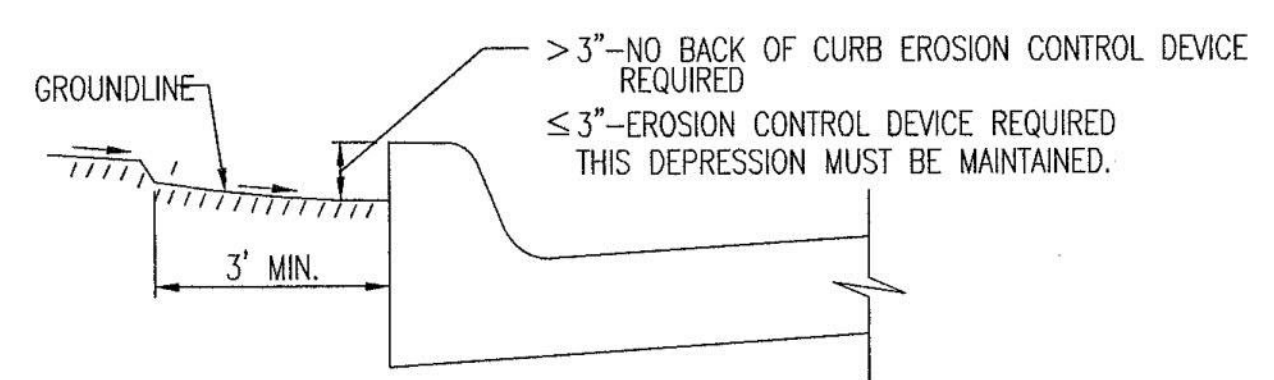 >3"-NO BACK OF CURB EROSION CONTROL DEVICE
REQUIRED
GROUNDLINE
≤3"-EROSION CONTROL DEVICE REQUIRED
THIS DEPRESSION MUST BE MAINTAINED.
3' MIN.